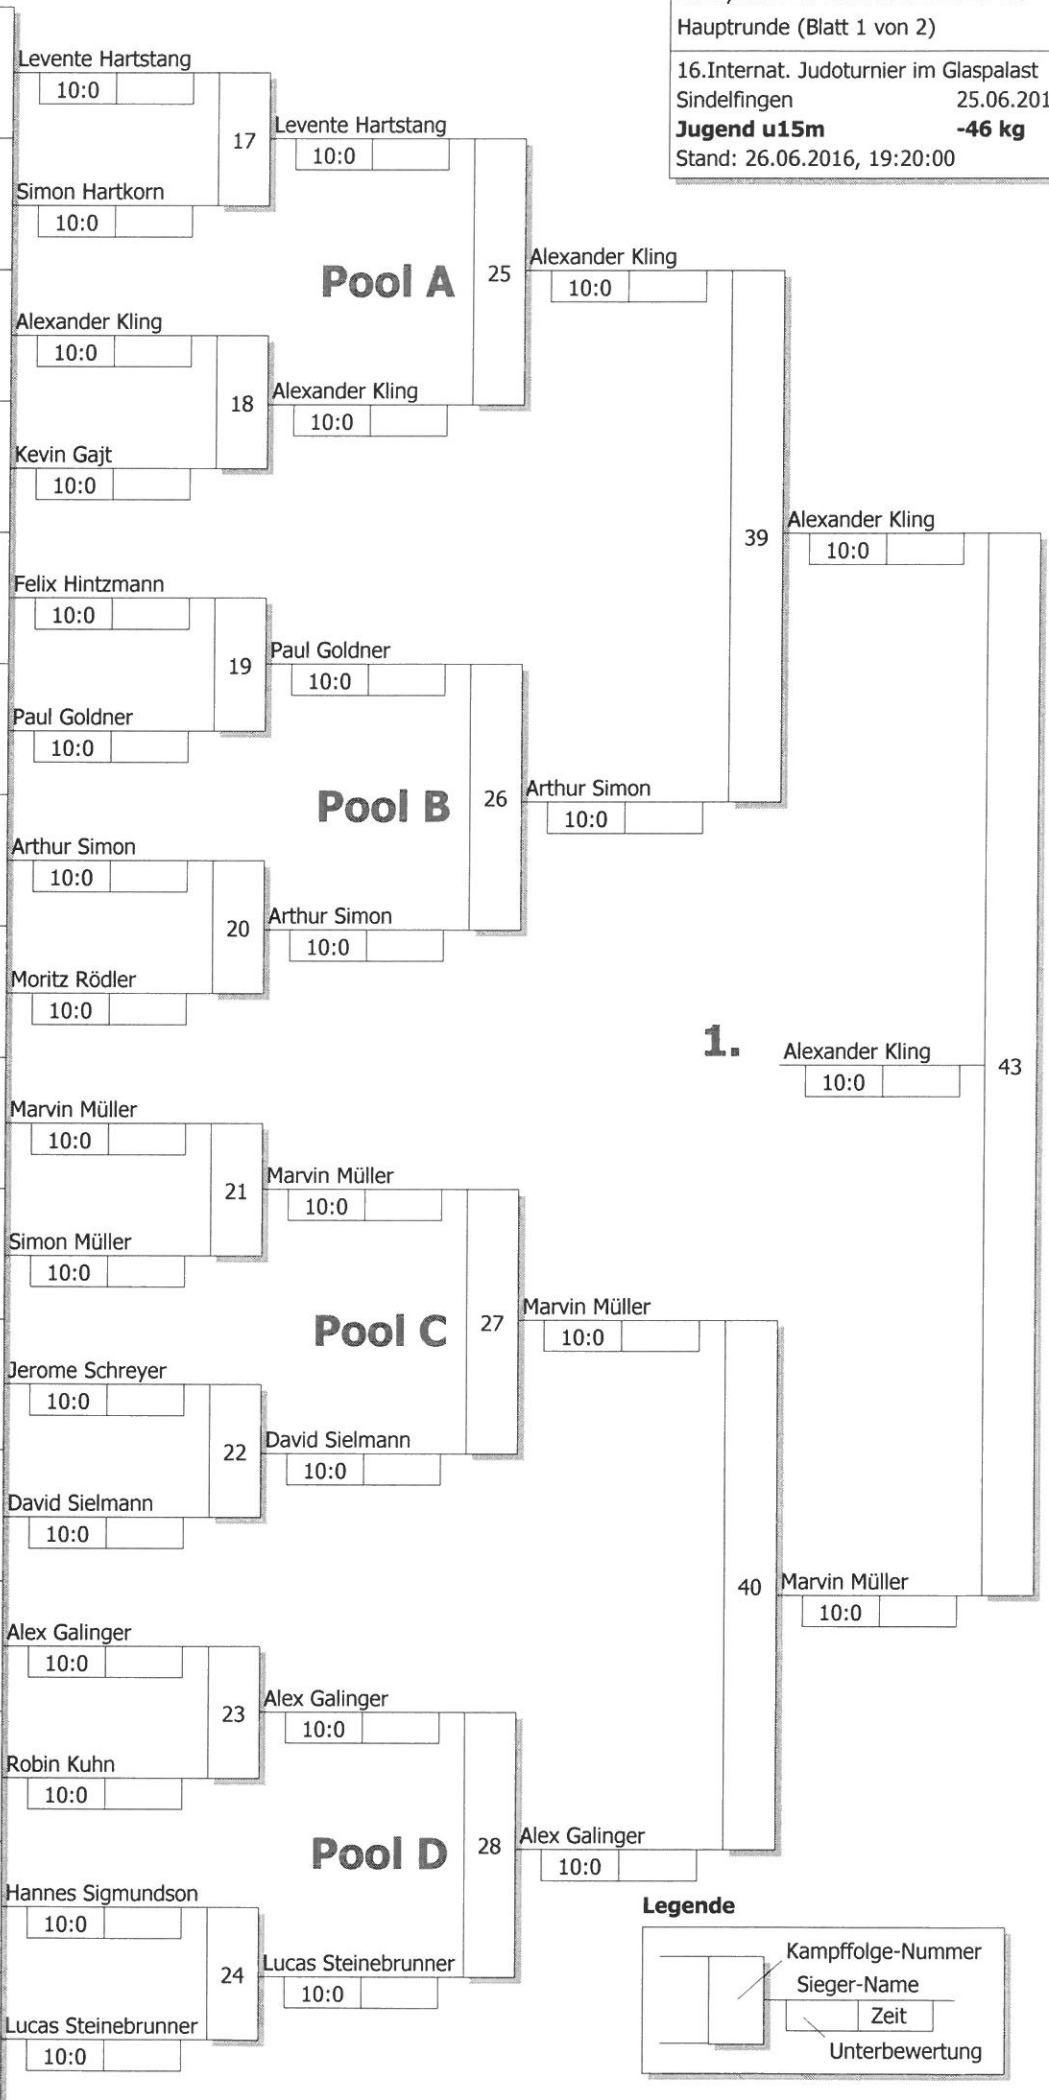 Hauptrunde (Blatt 1 von 2)
16.Internat. Judoturnier im Glaspalast
Sindelfingen 25.06.201
Jugend u15m -46 kg
Stand: 26.06.2016, 19:20:00
Levente Hartstang
10:0
17
Levente Hartstang
10:0
Simon Hartkorn
10:0
Pool A
25
Alexander Kling
10:0
Alexander Kling
10:0
18
Alexander Kling
10:0
Kevin Gajt
10:0
39
Alexander Kling
10:0
Felix Hintzmann
10:0
19
Paul Goldner
10:0
Paul Goldner
10:0
Pool B
26
Arthur Simon
10:0
Arthur Simon
10:0
20
Arthur Simon
10:0
Moritz Rödler
10:0
1.
Alexander Kling
10:0
43
Marvin Müller
10:0
21
Marvin Müller
10:0
Simon Müller
10:0
Pool C
27
Marvin Müller
10:0
Jerome Schreyer
10:0
22
David Sielmann
10:0
David Sielmann
10:0
40
Marvin Müller
10:0
Alex Galinger
10:0
23
Alex Galinger
10:0
Robin Kuhn
10:0
Pool D
28
Alex Galinger
10:0
Hannes Sigmundson
10:0
24
Lucas Steinebrunner
10:0
Lucas Steinebrunner
10:0
Legende
Kampffolge-Nummer
Sieger-Name
Zeit
Unterbewertung